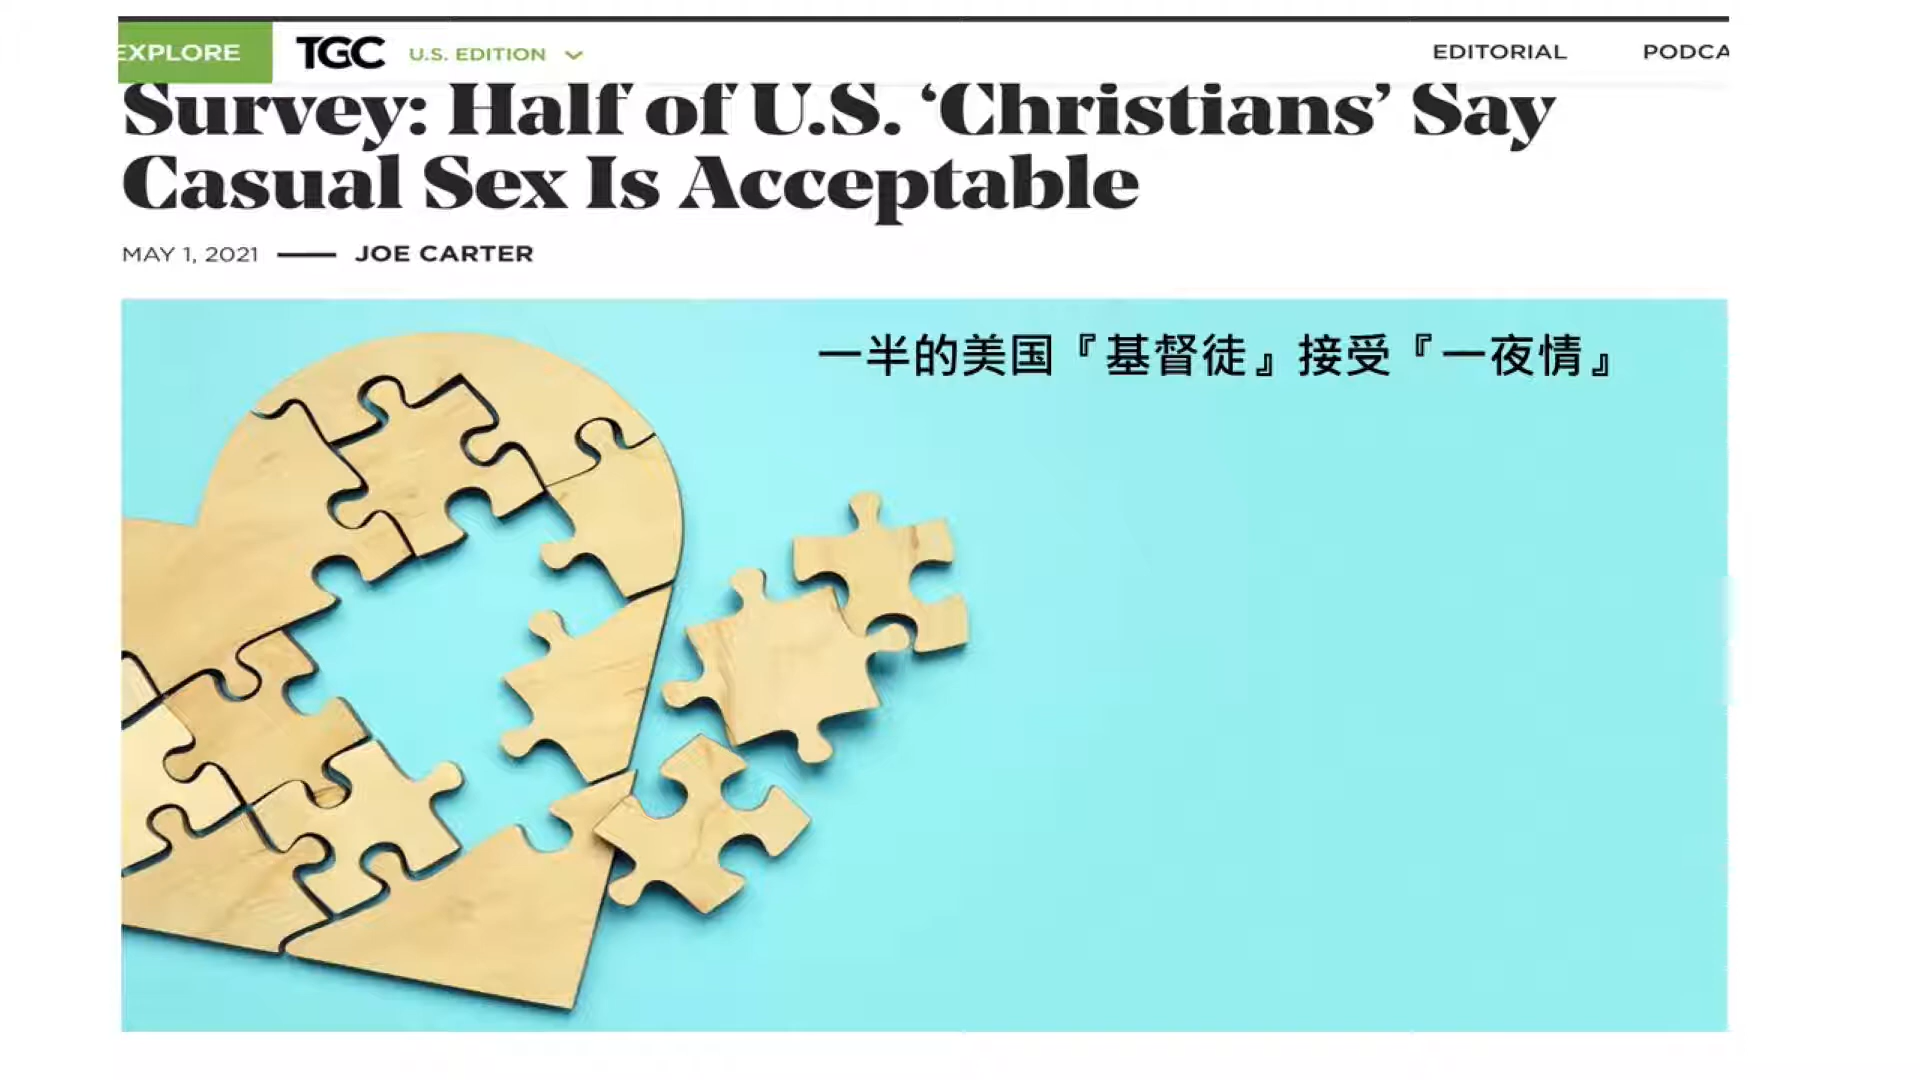 EXPLORE TGC U.S. EDITION EDITORIAL PODCA
Survey: Half of U.S. ‘Christians’ Say
Casual Sex Is Acceptable
MAY 1, 2021 — JOE CARTER
一半的美国『基督徒』接受『一夜情』